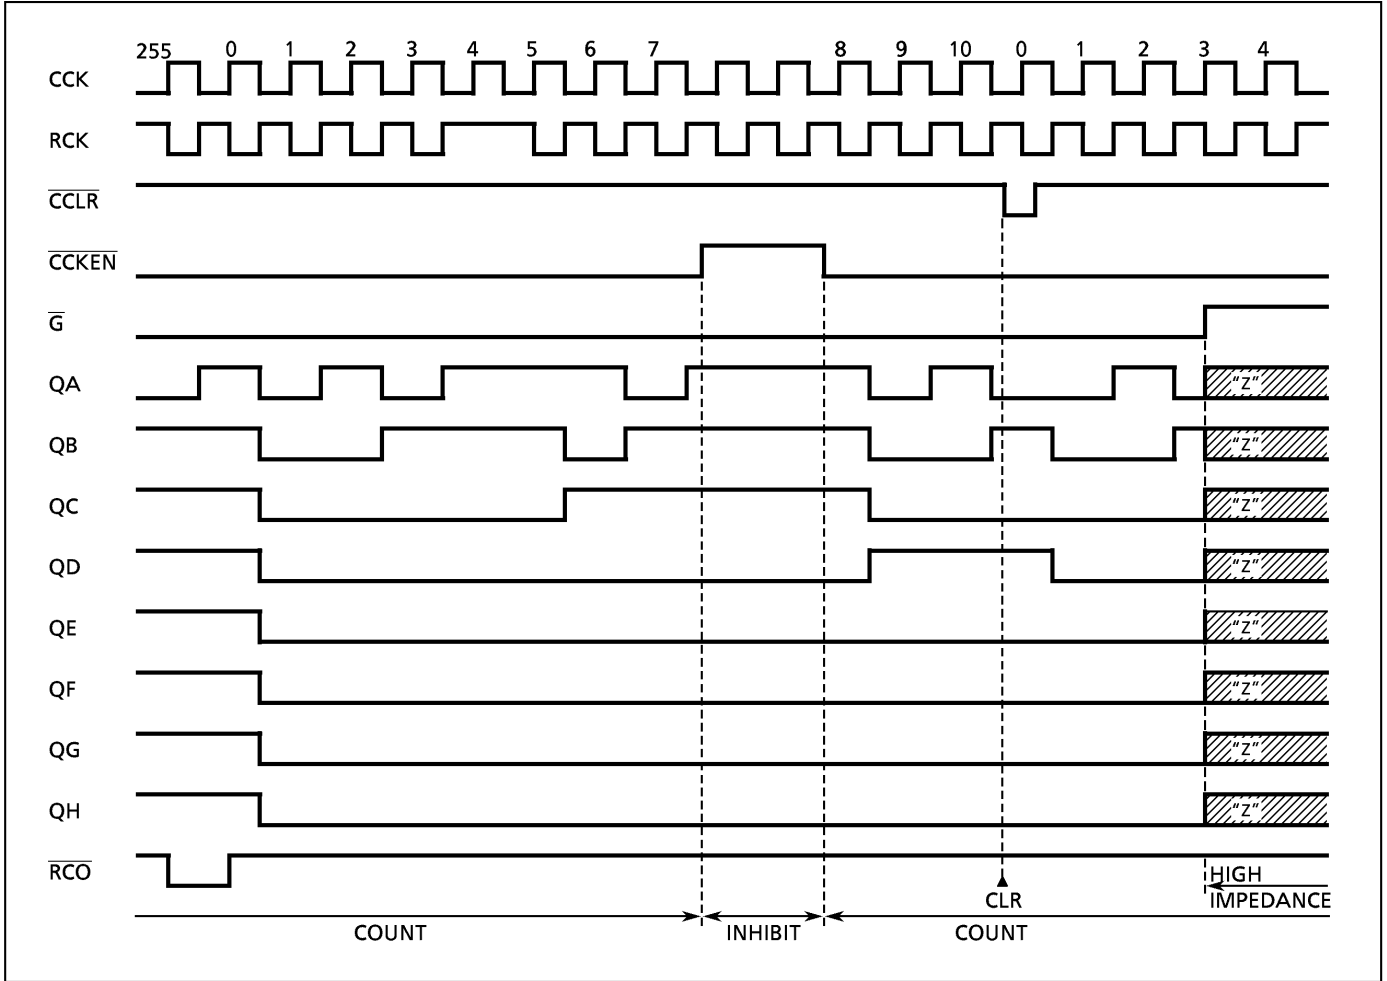 255 0 1 2 3 4 5 6 7 8 9 10 0 1 2 3 4
CCK
RCK
CCLR
CCKEN
G
QA "Z"
QB "Z"
QC "Z"
QD "Z"
QE "Z"
QF "Z"
QG "Z"
QH "Z"
RCO
HIGH
IMPEDANCE
CLR
COUNT INHIBIT COUNT